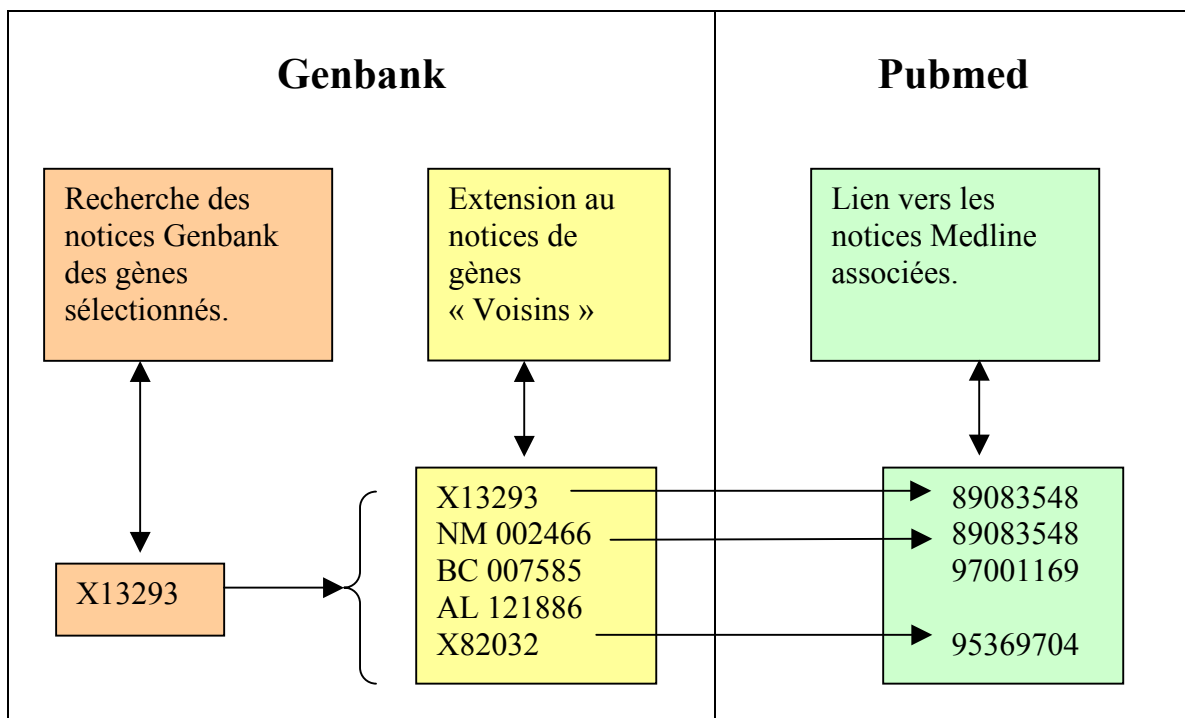 Genbank
Pubmed
Recherche des
notices Genbank
des gènes
sélectionnés.
Extension au
notices de
gènes
« Voisins »
Lien vers les
notices Medline
associées.
X13293
X13293
NM 002466
BC 007585
AL 121886
X82032
89083548
89083548
97001169
95369704